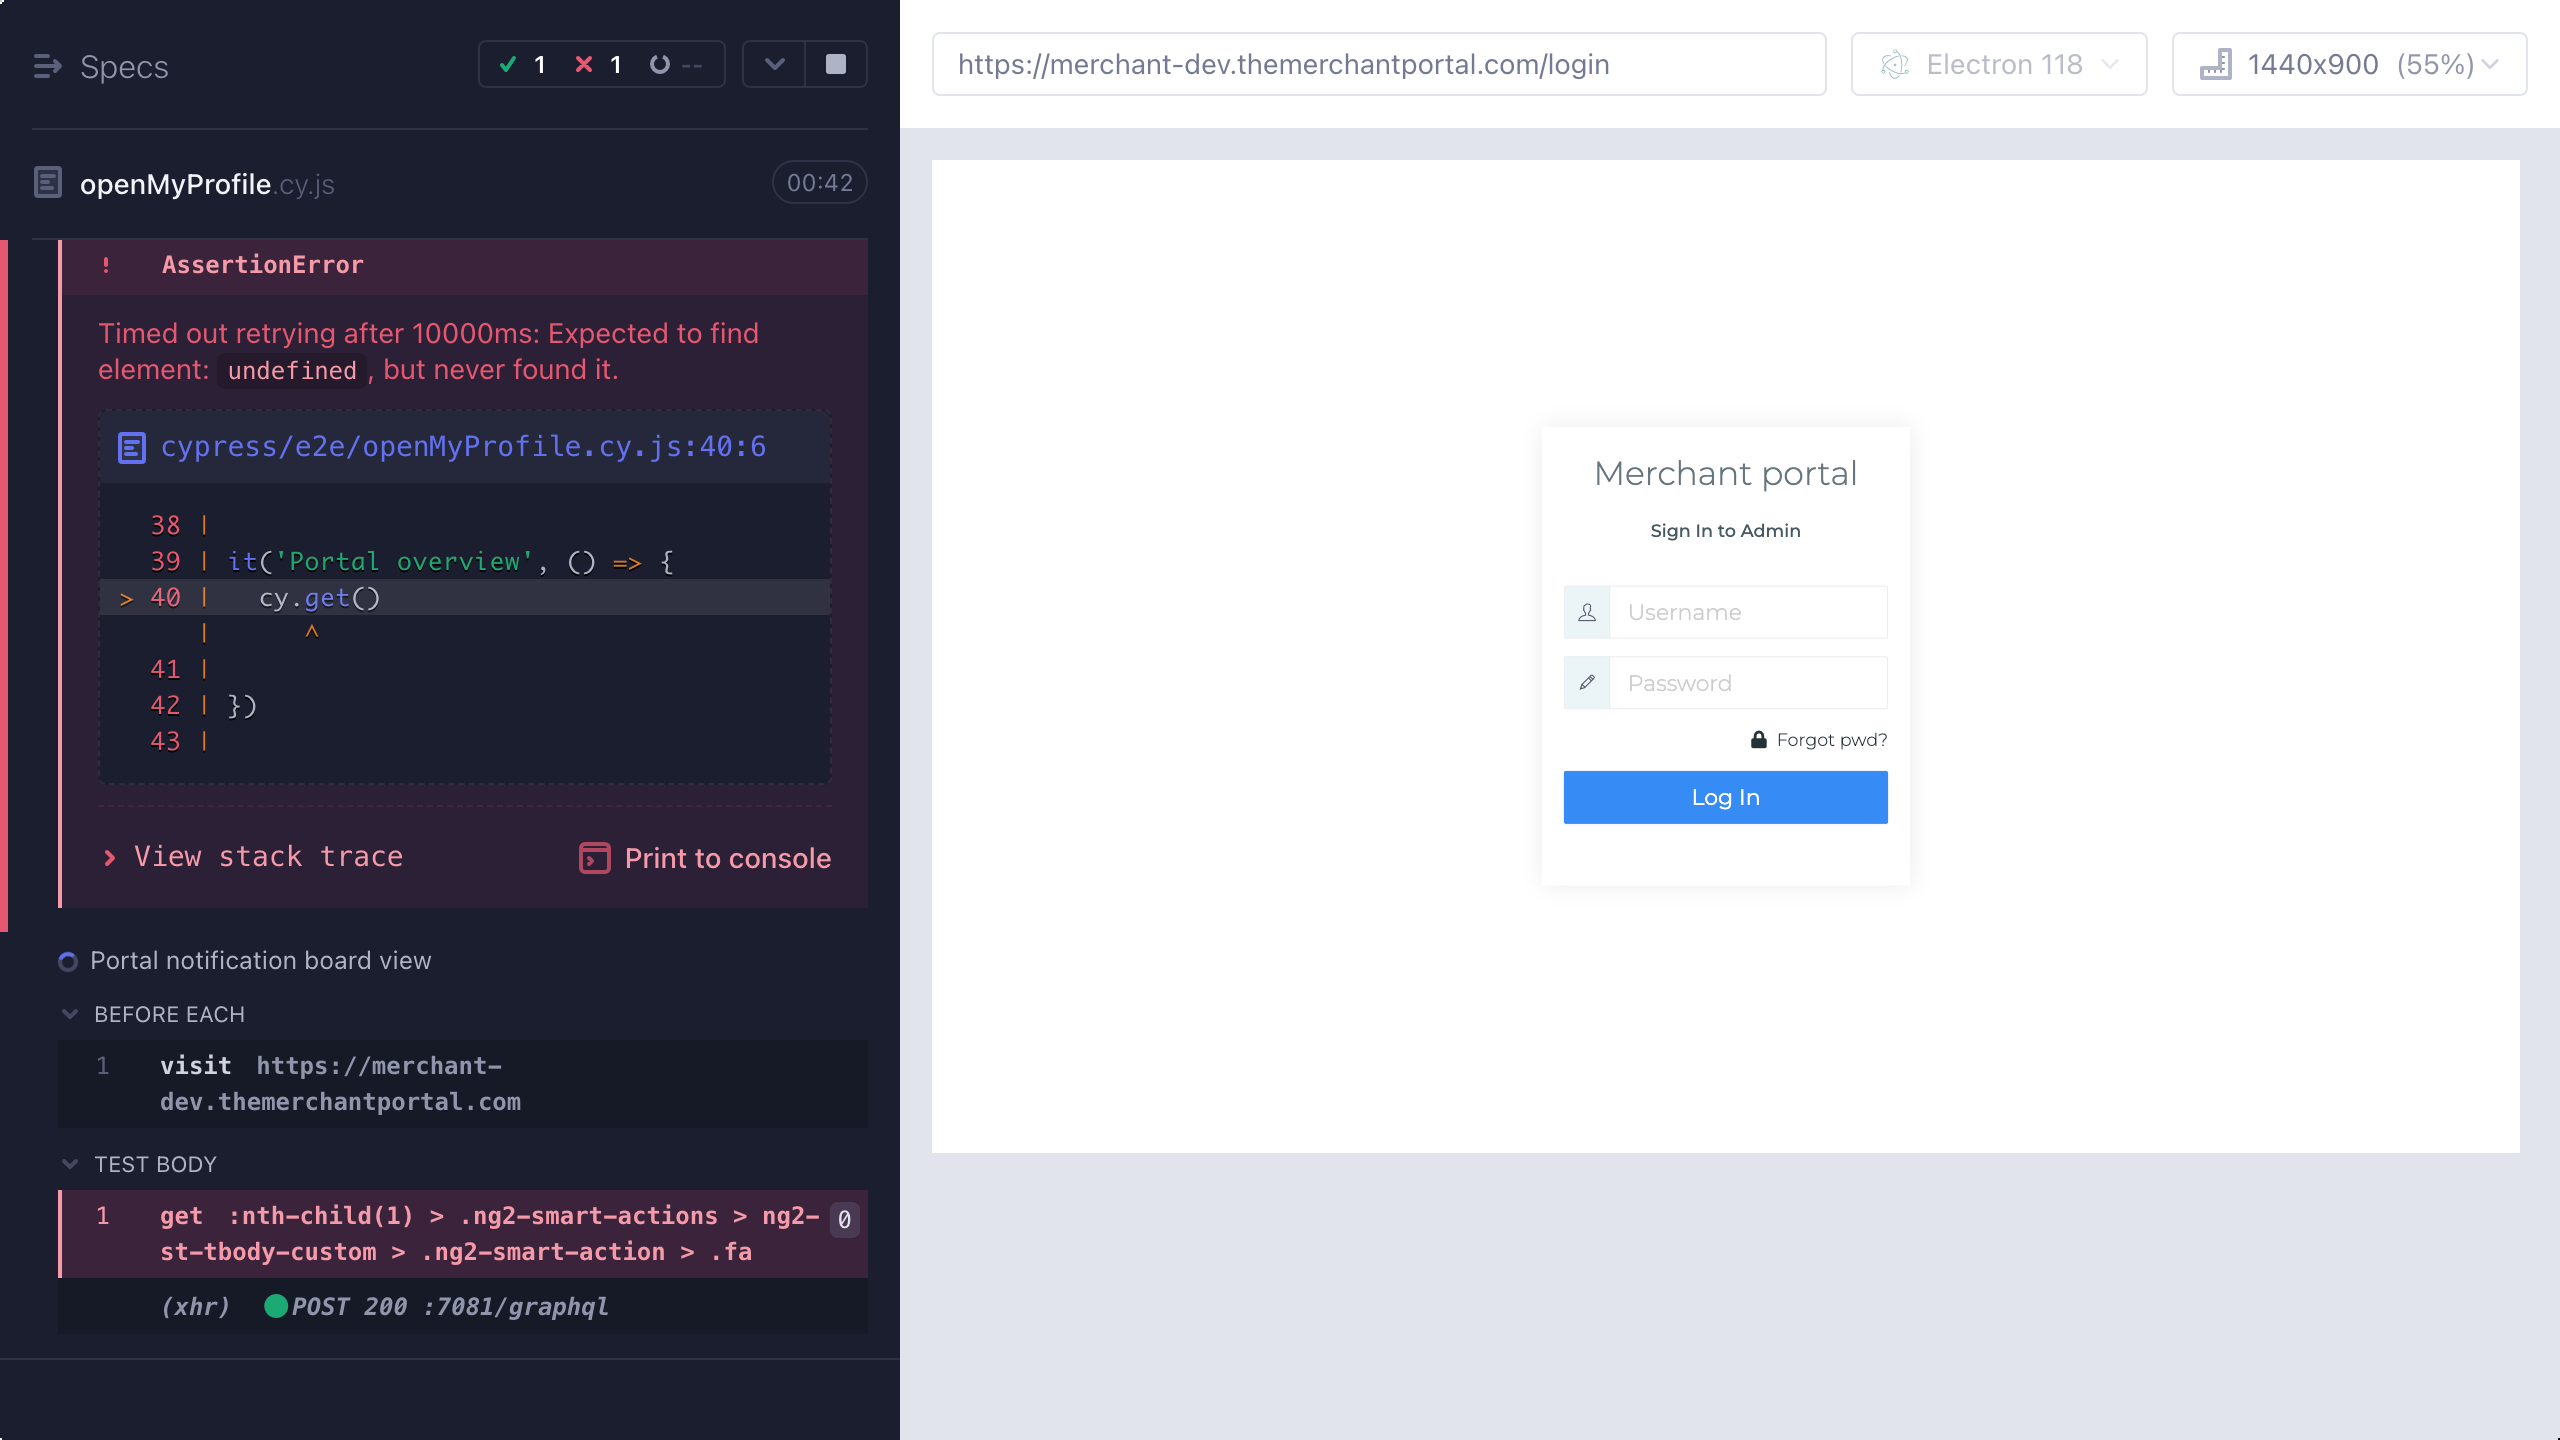 Specs
1 1 --
openMyProfile.cy.js
00:42
! AssertionError
Timed out retrying after 10000ms: Expected to find
element: undefined, but never found it.
cypress/e2e/openMyProfile.cy.js:40:6
38 |
39 | it('Portal overview', () => {
> 40 |   cy.get()
|      ^
41 |
42 | })
43 |
View stack trace
Print to console
Portal notification board view
BEFORE EACH
1 visit https://merchant-
dev.themerchantportal.com
TEST BODY
1 get :nth-child(1) > .ng2-smart-actions > ng2- 0
st-tbody-custom > .ng2-smart-action > .fa
(xhr) POST 200 :7081/graphql
https://merchant-dev.themerchantportal.com/login
Electron 118
1440x900 (55%)
Merchant portal
Sign In to Admin
Username
Password
Forgot pwd?
Log In